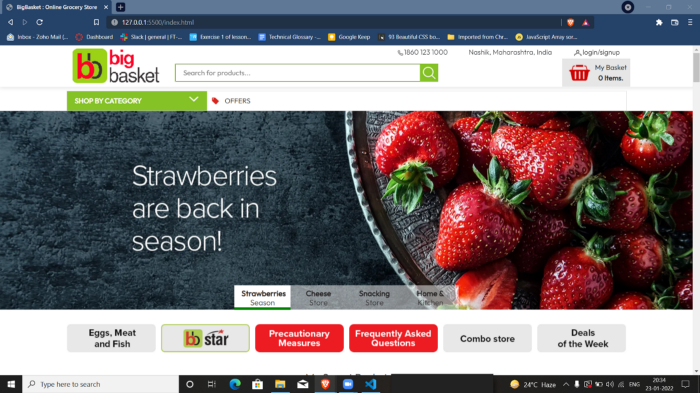 BigBasket : Online Grocery Store
127.0.0.1:5500/index.html
Inbox - Zoho Mail (...
Dashboard
Slack | general | FT-...
Exercise 1 of lesson...
Technical Glossary -...
Google Keep
93 Beautiful CSS bo...
Imported from Chr...
JavaScript Array ser...
1860 123 1000
Nashik, Maharashtra, India
login/signup
bb big
basket
Search for products...
My Basket
0 Items.
SHOP BY CATEGORY
OFFERS
Strawberries
are back in
season!
Strawberries
Season
Cheese
Store
Snacking
Store
Home &
Kitchen
Eggs, Meat
and Fish
bb star
Precautionary
Measures
Frequently Asked
Questions
Combo store
Deals
of the Week
Type here to search
24°C Haze
ENG
20:34
23-01-2022